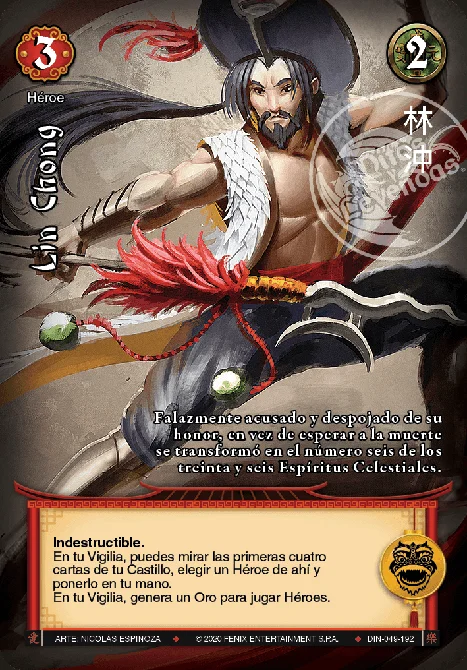 3
2
Héroe
Lin Chong
林
冲
Mitos
y
Leyendas.
Falazmente acusado y despojado de su
honor, en vez de esperar a la muerte
se transformó en el número seis de los
treinta y seis Espíritus Celestiales.
Indestructible.
En tu Vigilia, puedes mirar las primeras cuatro
cartas de tu Castillo, elegir un Héroe de ahí y
ponerlo en tu mano.
En tu Vigilia, genera un Oro para jugar Héroes.
ARTE: NICOLAS ESPINOZA ◆ © 2020 FENIX ENTERTAINMENT S.P.A. ◆ DIN-049-192